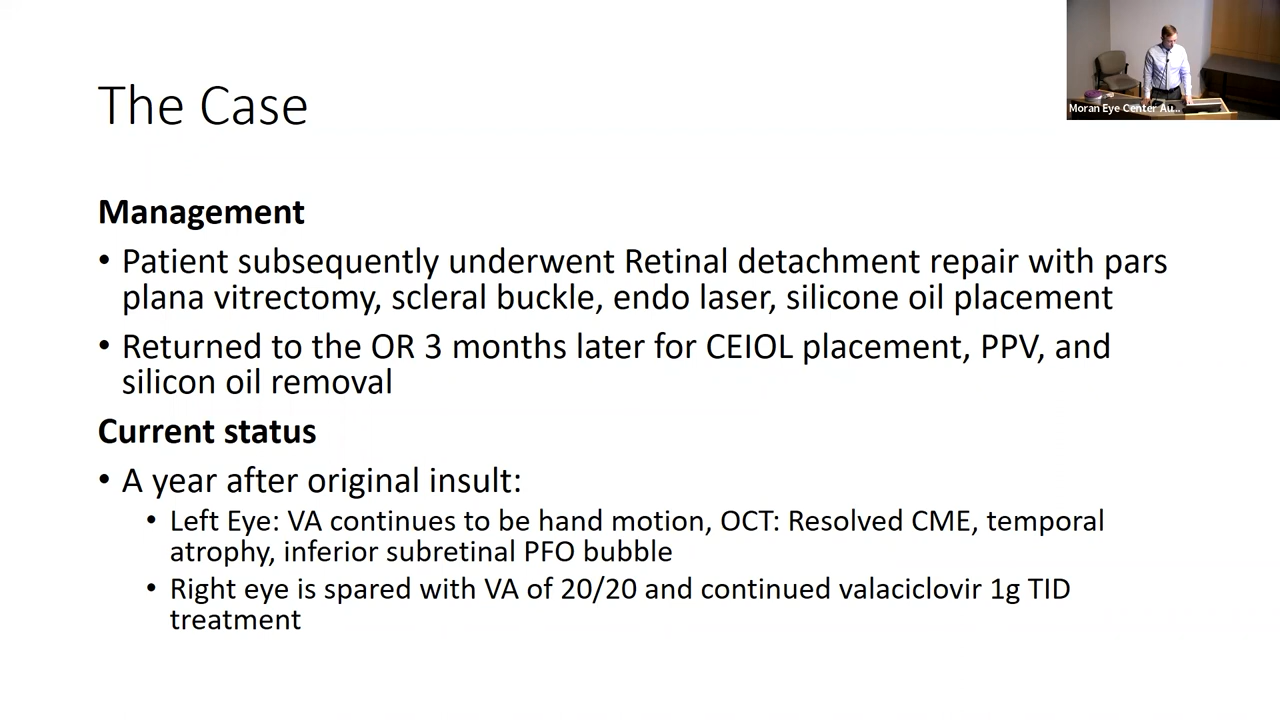 The Case
Moran Eye Center Au...
Management
• Patient subsequently underwent Retinal detachment repair with pars
plana vitrectomy, scleral buckle, endo laser, silicone oil placement
• Returned to the OR 3 months later for CEIOL placement, PPV, and
silicon oil removal
Current status
• A year after original insult:
• Left Eye: VA continues to be hand motion, OCT: Resolved CME, temporal
atrophy, inferior subretinal PFO bubble
• Right eye is spared with VA of 20/20 and continued valaciclovir 1g TID
treatment